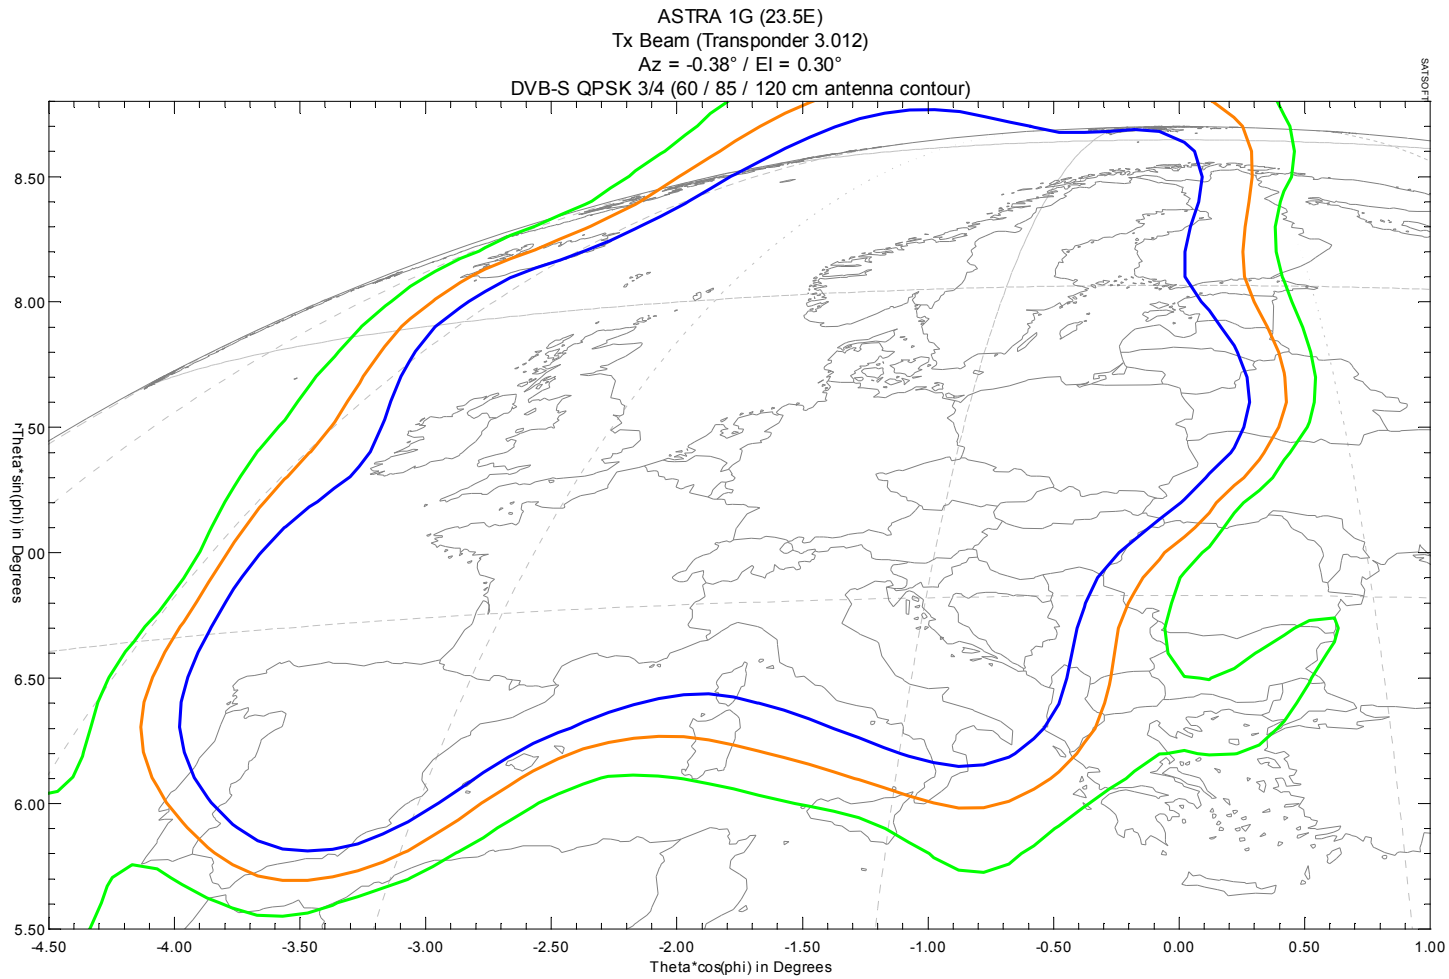 ASTRA 1G (23.5E)
Tx Beam (Transponder 3.012)
Az = -0.38° / El = 0.30°
DVB-S QPSK 3/4 (60 / 85 / 120 cm antenna contour)
SATSOFT
8.50
8.00
.50
Theta*sin(phi) in Degrees
00
6.50
6.00
5.50
-4.50 -4.00 -3.50 -3.00 -2.50 -2.00 -1.50 -1.00 -0.50 0.00 0.50 1.00
Theta*cos(phi) in Degrees